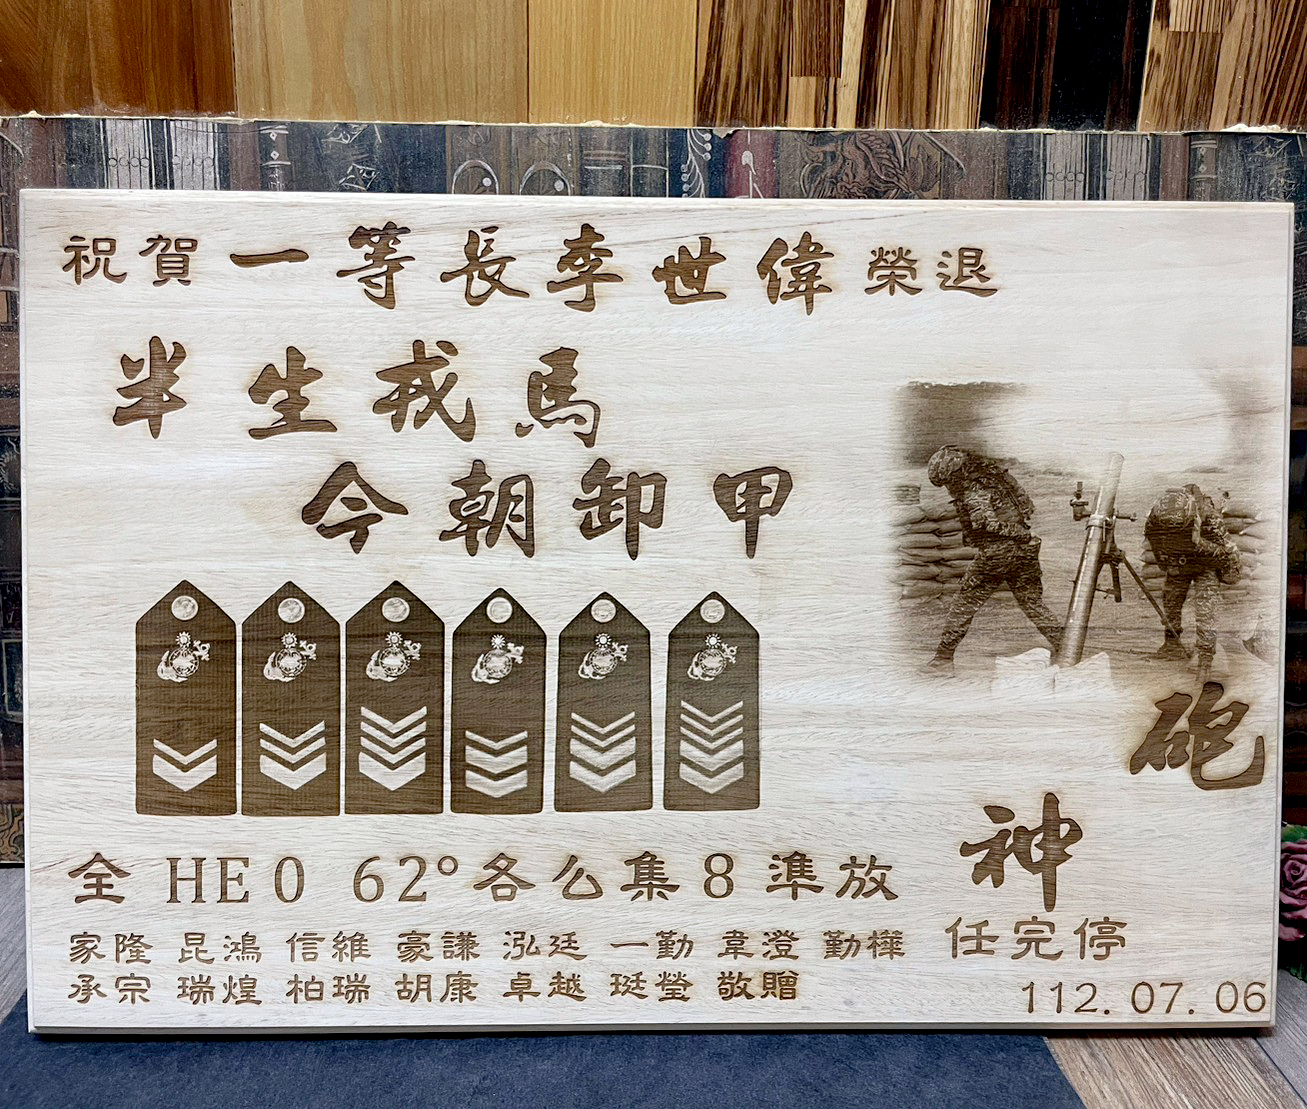 祝賀一等長李世偉榮退
半生戎馬
今朝卸甲
砲
神
全 HE 0 62°各公集8準放
任完停
家隆 昆鴻 信維 豪謙 泓廷 一勤 韋澄 勤樺
承宗 瑞煌 柏瑞 胡康 卓越 珽瑩 敬贈
112.07.06